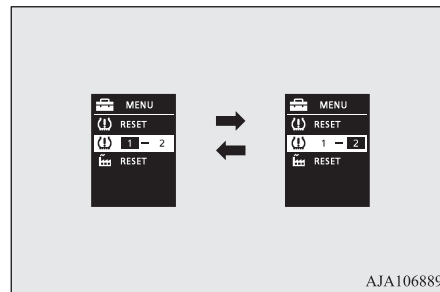 MENU
RESET
1 – 2
RESET
MENU
RESET
1 – 2
RESET
AJA106889